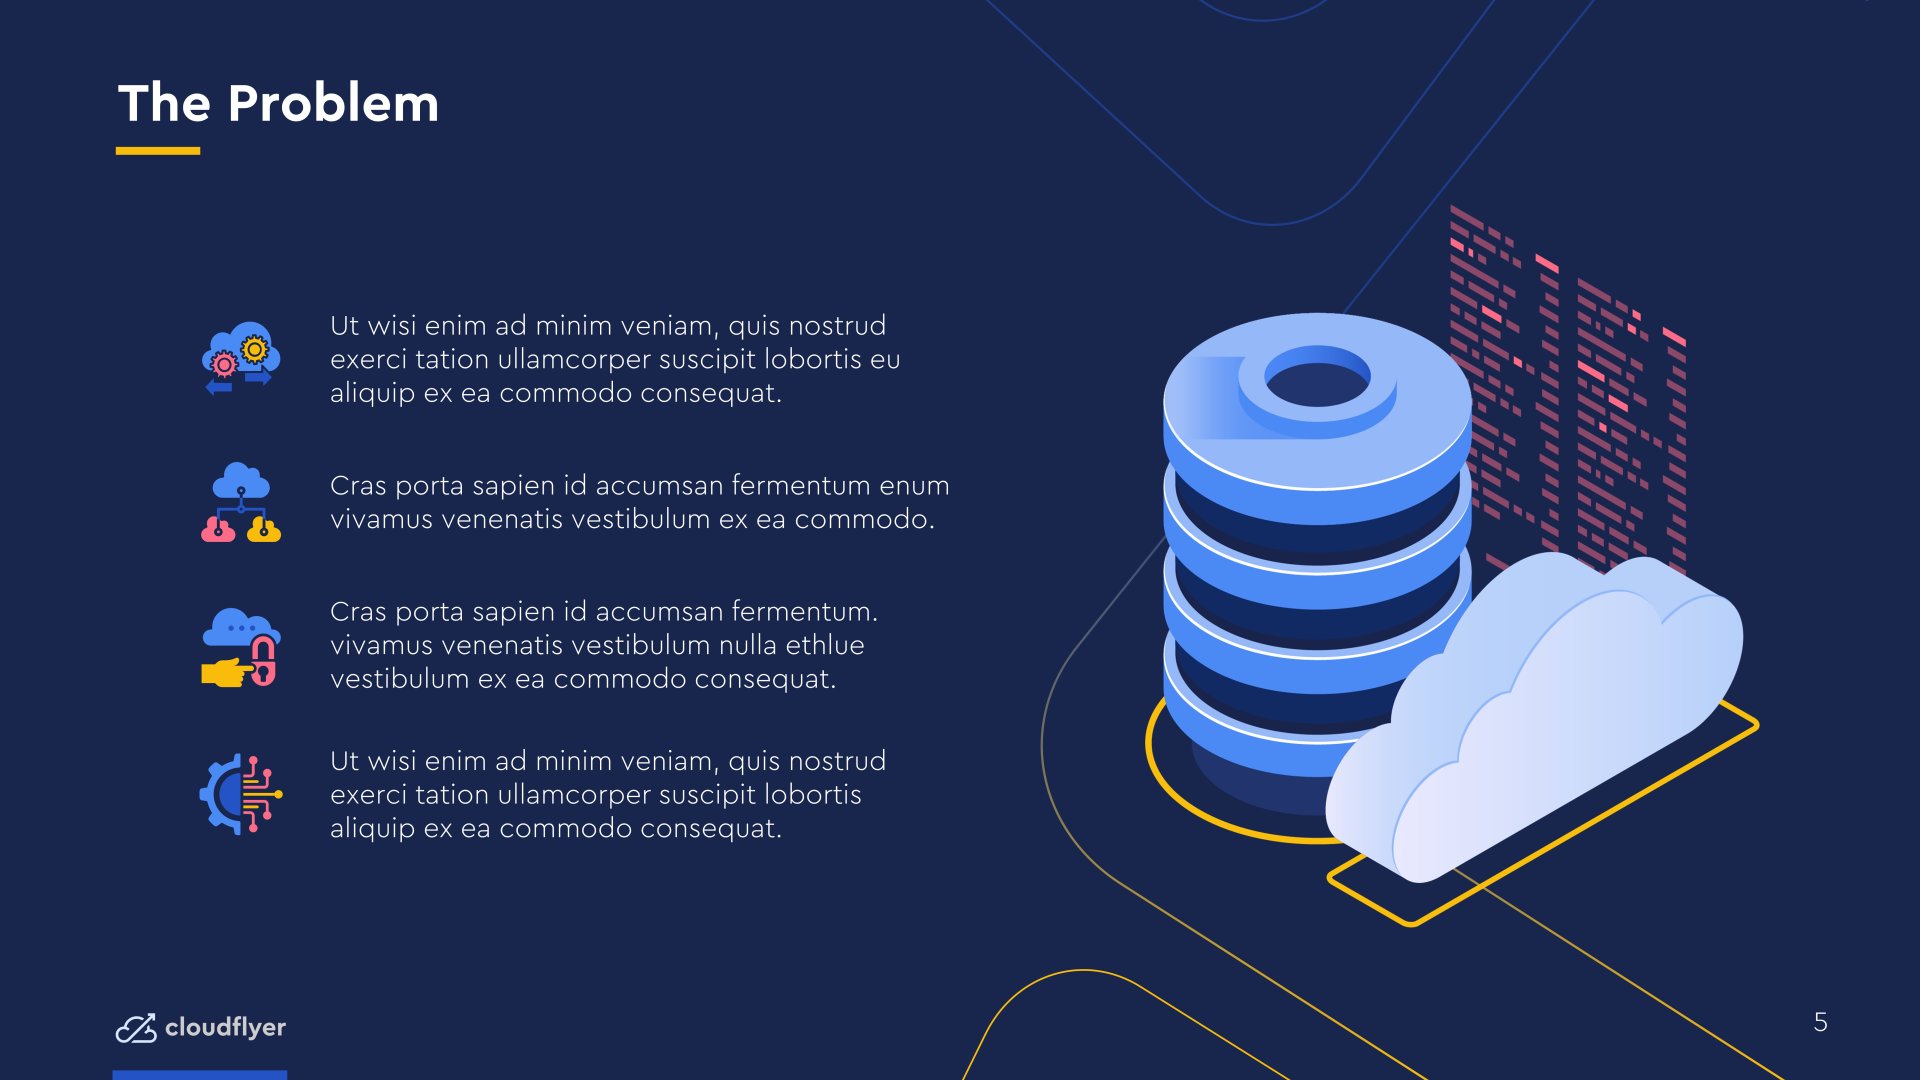 The Problem
Ut wisi enim ad minim veniam, quis nostrud
exerci tation ullamcorper suscipit lobortis eu
aliquip ex ea commodo consequat.
Cras porta sapien id accumsan fermentum enum
vivamus venenatis vestibulum ex ea commodo.
Cras porta sapien id accumsan fermentum.
vivamus venenatis vestibulum nulla ethlue
vestibulum ex ea commodo consequat.
Ut wisi enim ad minim veniam, quis nostrud
exerci tation ullamcorper suscipit lobortis
aliquip ex ea commodo consequat.
cloudflyer
5